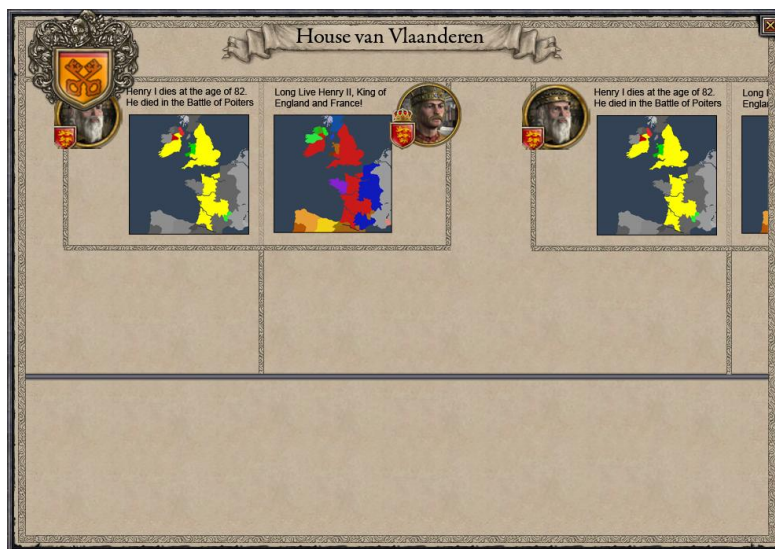 House van Vlaanderen
Henry I dies at the age of 82.
He died in the Battle of Poiters
Long Live Henry II, King of
England and France!
Henry I dies at the age of 82.
He died in the Battle of Poiters
Long